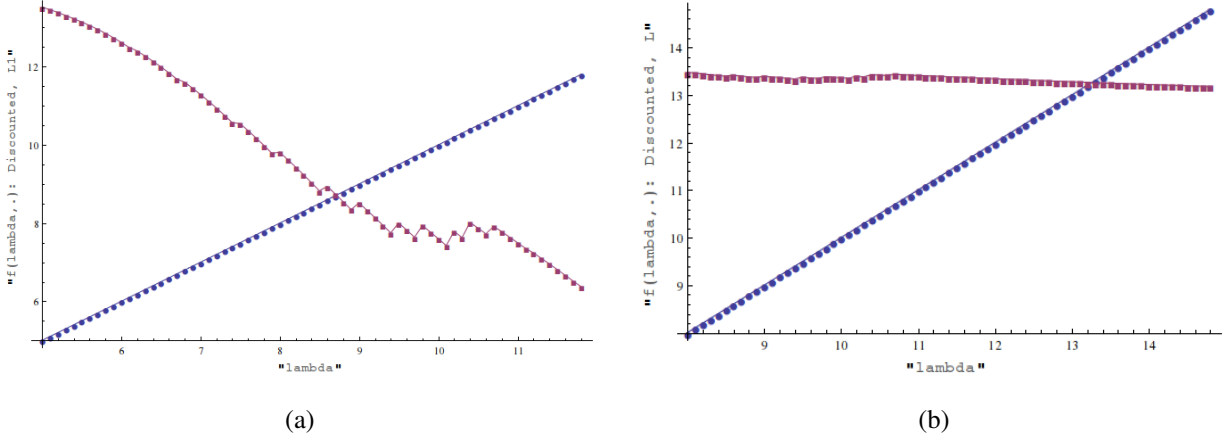 "f(lambda,.): Discounted, L1"
12
10
8
6
6 7 8 9 10 11
"lambda"
(a)
"f(lambda,.): Discounted, L"
14
13
12
11
10
9
9 10 11 12 13 14
"lambda"
(b)